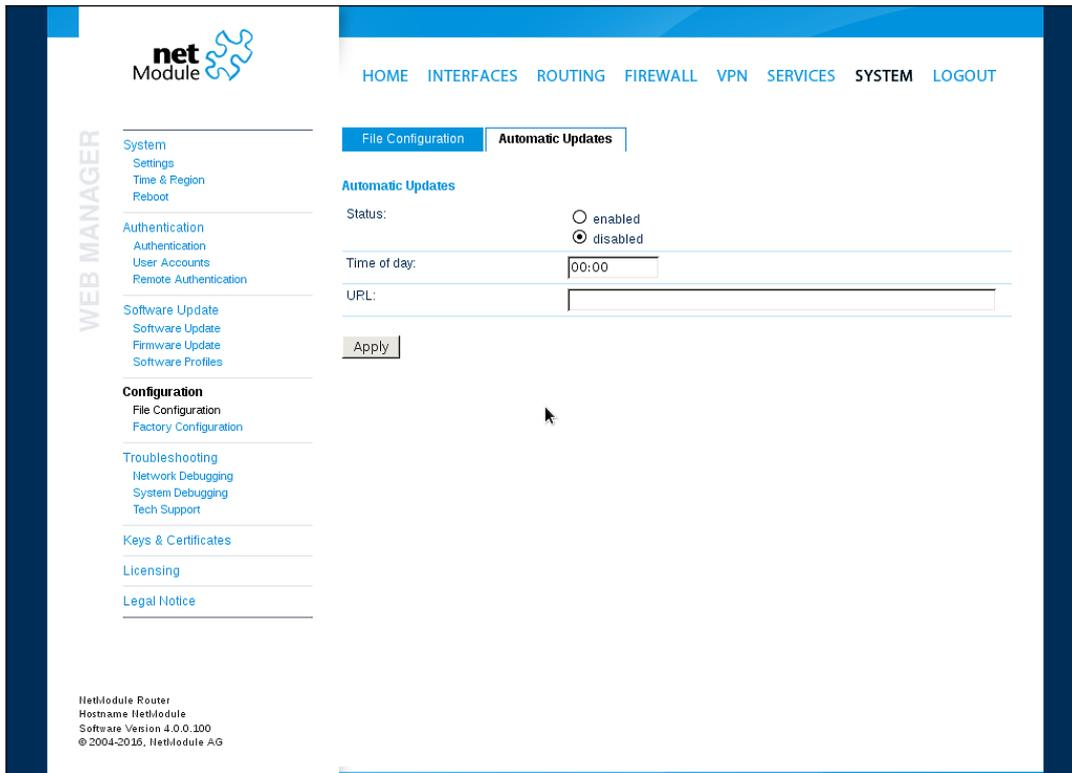 net
Module
HOME INTERFACES ROUTING FIREWALL VPN SERVICES SYSTEM LOGOUT
WEB MANAGER
System
Settings
Time & Region
Reboot
Authentication
Authentication
User Accounts
Remote Authentication
Software Update
Software Update
Firmware Update
Software Profiles
Configuration
File Configuration
Factory Configuration
Troubleshooting
Network Debugging
System Debugging
Tech Support
Keys & Certificates
Licensing
Legal Notice
File Configuration Automatic Updates
Automatic Updates
Status:
enabled
disabled
Time of day: 00:00
URL:
Apply
NetModule Router
Hostname NetModule
Software Version 4.0.0.100
© 2004-2016, NetModule AG